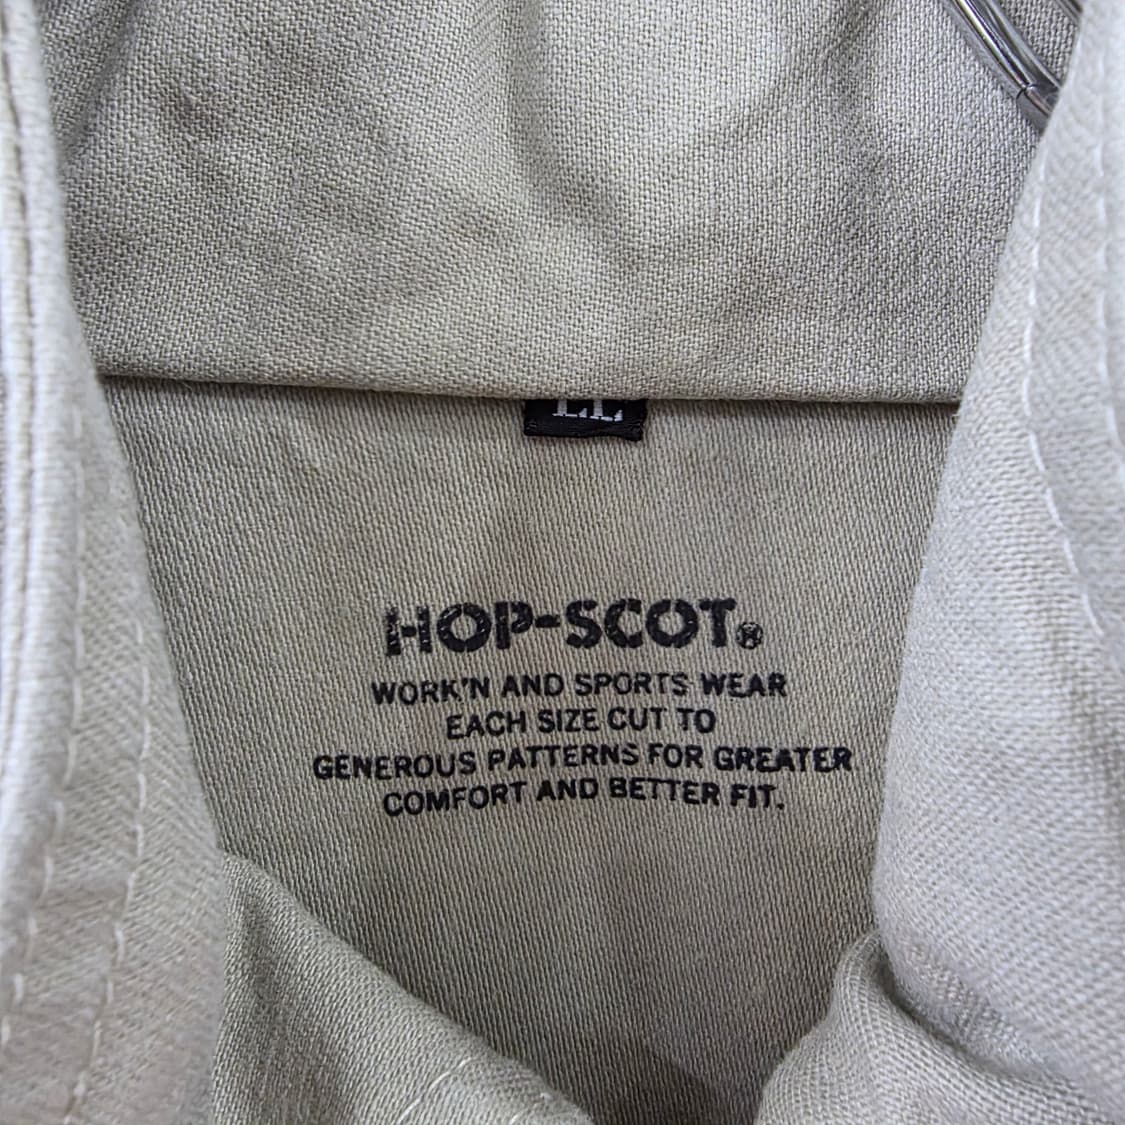 LL
HOP-SCOT®
WORK'N AND SPORTS WEAR
EACH SIZE CUT TO
GENEROUS PATTERNS FOR GREATER
COMFORT AND BETTER FIT.